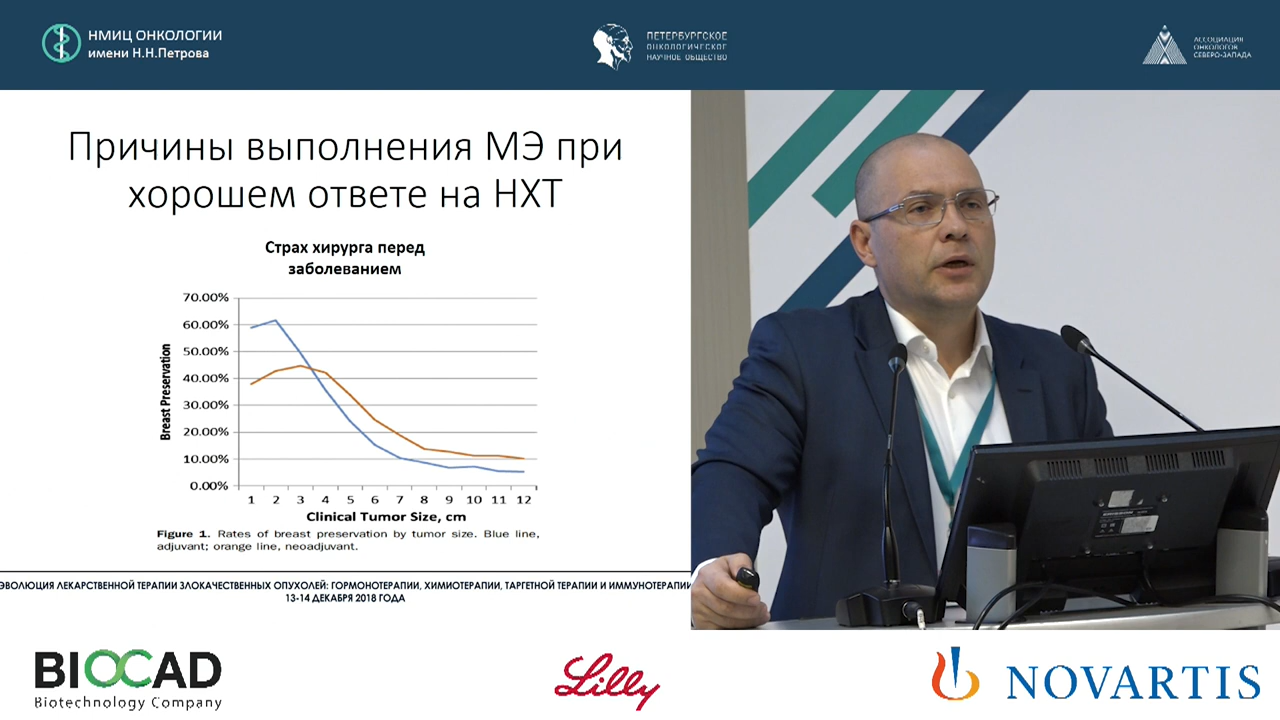 НМИЦ ОНКОЛОГИИ
имени Н.Н.Петрова
ПЕТЕРБУРГСКОЕ
ОНКОЛОГИЧЕСКОЕ
НАУЧНОЕ ОБЩЕСТВО
АССОЦИАЦИЯ
ОНКОЛОГОВ
СЕВЕРО-ЗАПАДА
Причины выполнения МЭ при
хорошем ответе на НХТ
Страх хирурга перед
заболеванием
70.00%
60.00%
50.00%
40.00%
30.00%
20.00%
10.00%
0.00%
Breast Preservation
1 2 3 4 5 6 7 8 9 10 11 12
Clinical Tumor Size, cm
Figure 1. Rates of breast preservation by tumor size. Blue line,
adjuvant; orange line, neoadjuvant.
ЭВОЛЮЦИЯ ЛЕКАРСТВЕННОЙ ТЕРАПИИ ЗЛОКАЧЕСТВЕННЫХ ОПУХОЛЕЙ: ГОРМОНОТЕРАПИИ, ХИМИОТЕРАПИИ, ТАРГЕТНОЙ ТЕРАПИИ И ИММУНОТЕРАПИИ
13-14 ДЕКАБРЯ 2018 ГОДА
BIOCAD
Biotechnology Company
Lilly
NOVARTIS